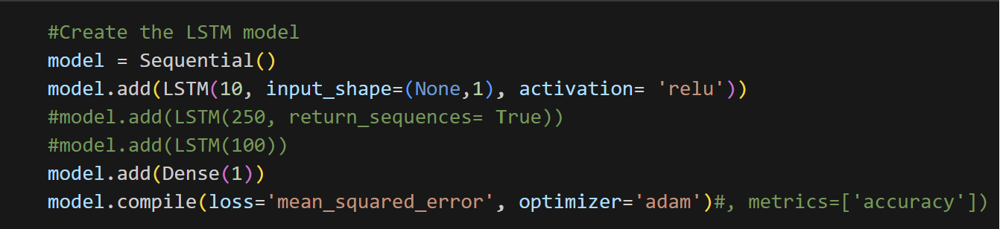 #Create the LSTM model
model = Sequential()
model.add(LSTM(10, input_shape=(None,1), activation= 'relu'))
#model.add(LSTM(250, return_sequences= True))
#model.add(LSTM(100))
model.add(Dense(1))
model.compile(loss='mean_squared_error', optimizer='adam')#, metrics=['accuracy'])